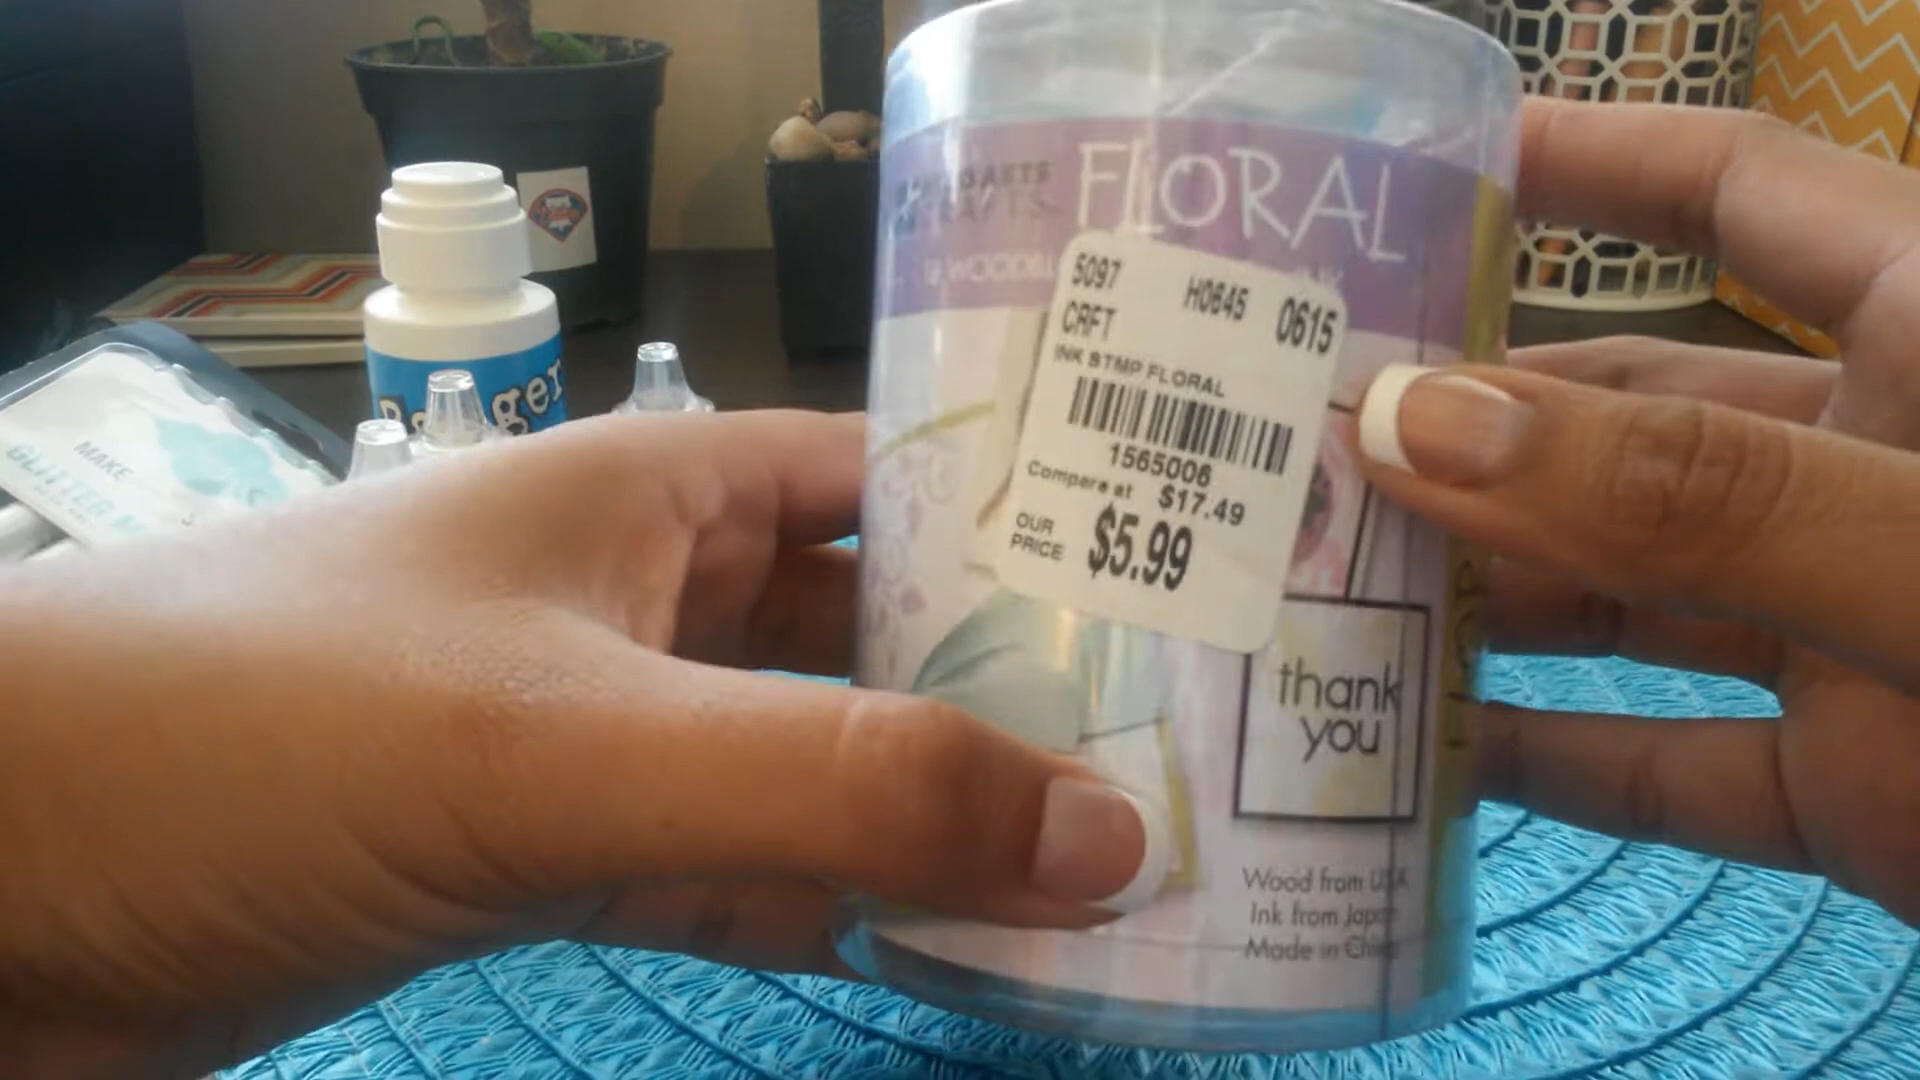 FLORAL
5097 H0645 0615
CRFT
INK STMP FLORAL
1565006
Compare at $17.49
OUR
PRICE $5.99
thank
you
Wood from USA
Ink from Japan
Made in China
MAKE
GLITTER